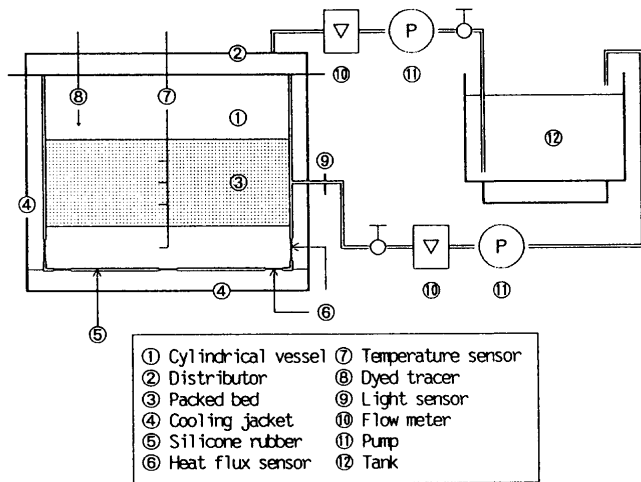 ② ⑩ P ⑪
⑧ ⑦ ①
⑫
③ ⑨
④
P
④ ⑥ ⑩ ⑪
⑤
① Cylindrical vessel ⑦ Temperature sensor
② Distributor ⑧ Dyed tracer
③ Packed bed ⑨ Light sensor
④ Cooling jacket ⑩ Flow meter
⑤ Silicone rubber ⑪ Pump
⑥ Heat flux sensor ⑫ Tank